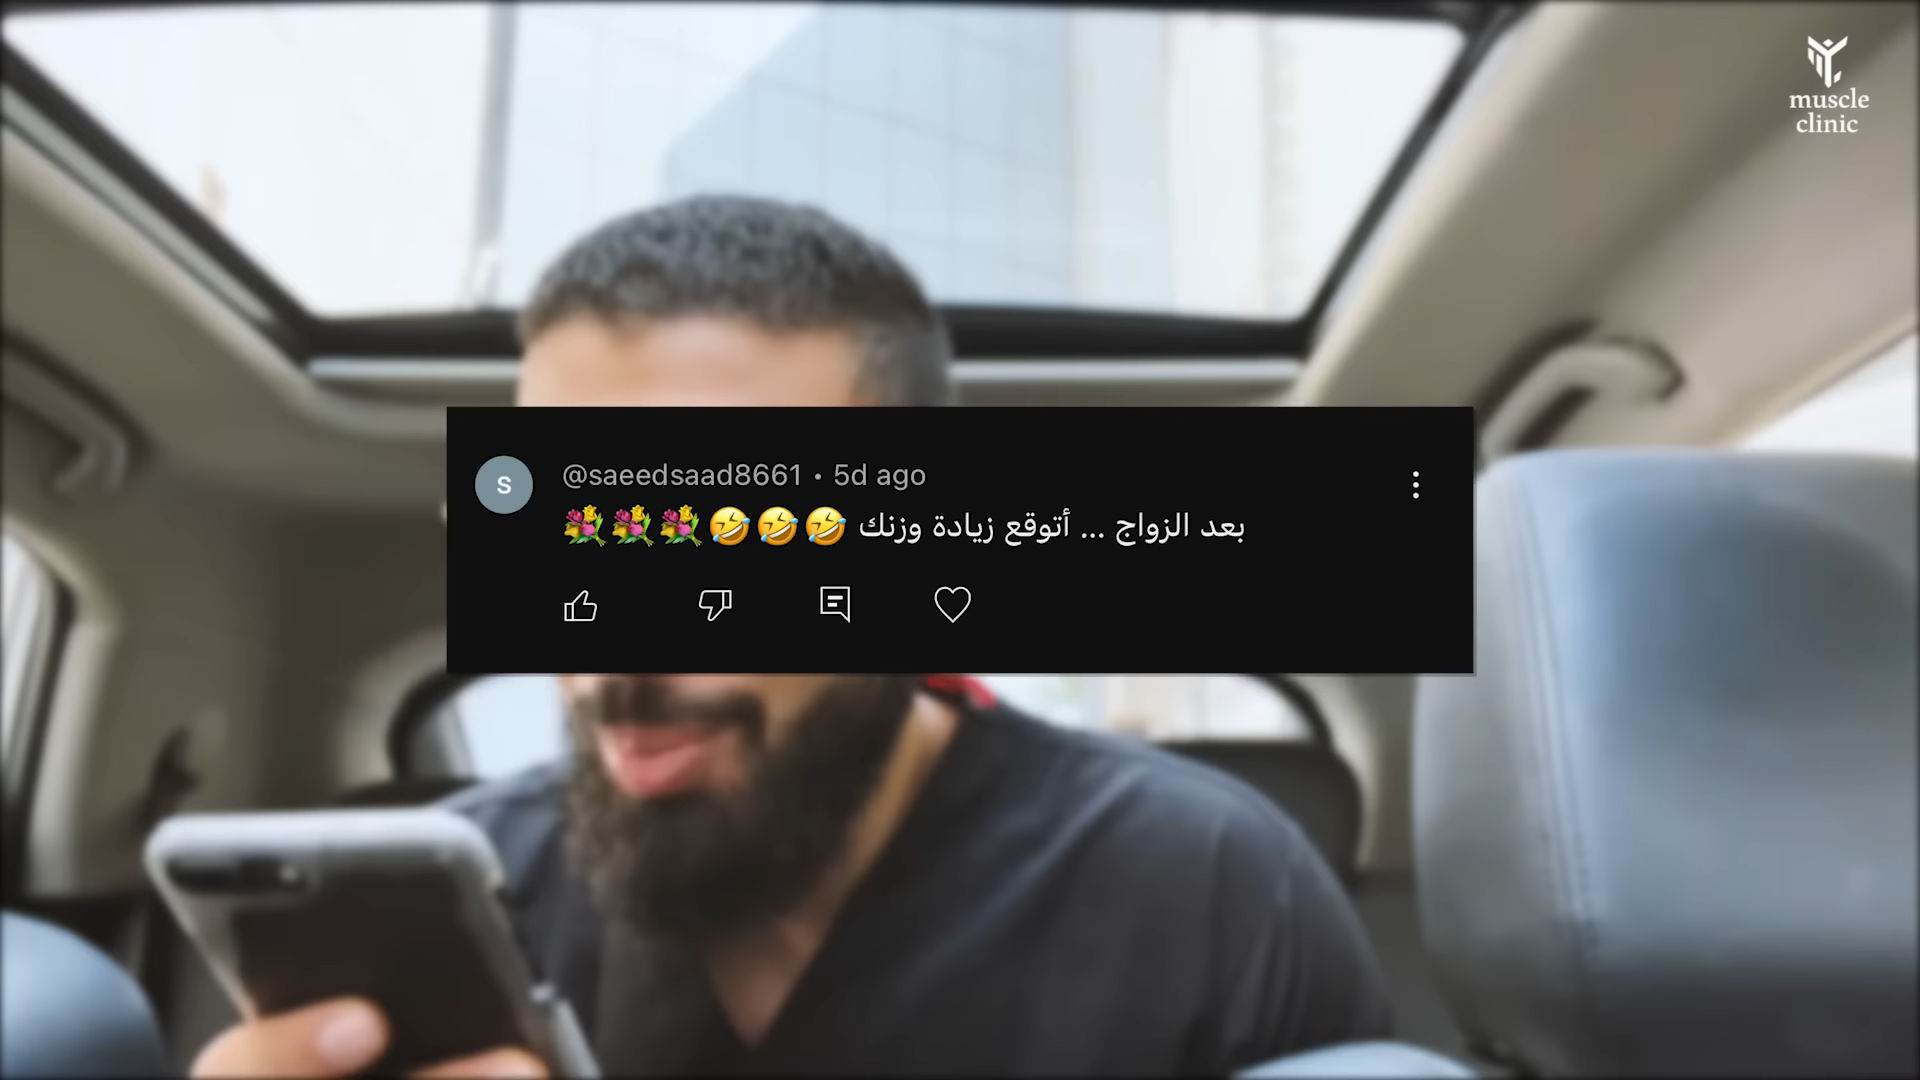 muscle
clinic
S
@saeedsaad8661 • 5d ago
بعد الزواج ... أتوقع زيادة وزنك 🤣🤣🤣💐💐💐